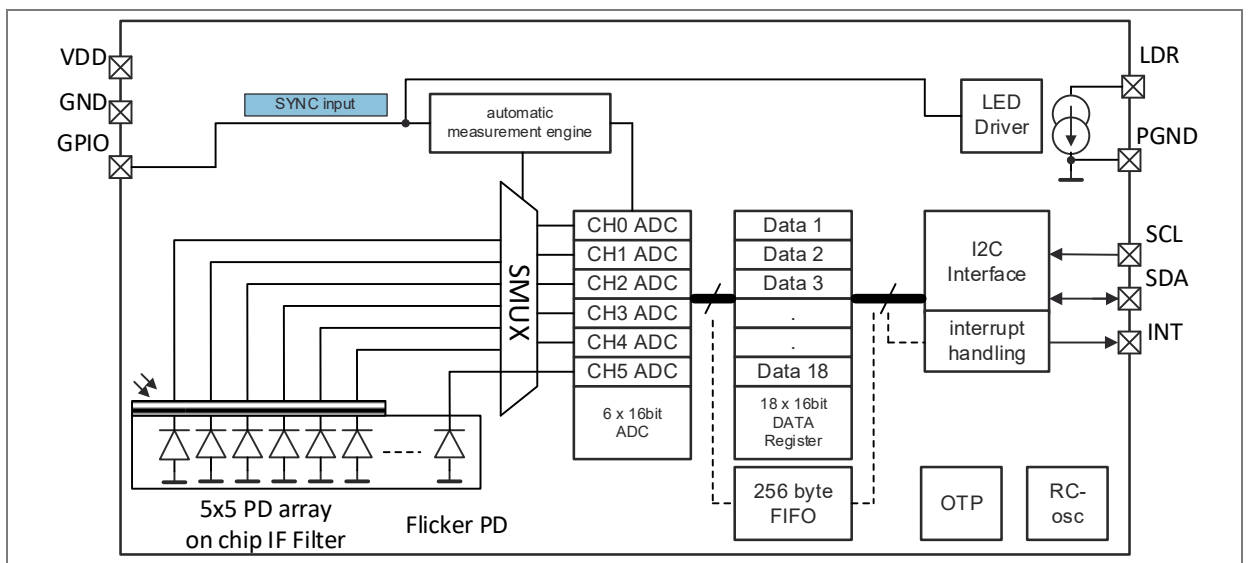 VDD
GND
GPIO
SYNC input
automatic
measurement engine
LED
Driver
LDR
PGND
SMUX
CH0 ADC
CH1 ADC
CH2 ADC
CH3 ADC
CH4 ADC
CH5 ADC
6 x 16bit
ADC
Data 1
Data 2
Data 3
.
.
Data 18
18 x 16bit
DATA
Register
256 byte
FIFO
I2C
Interface
interrupt
handling
SCL
SDA
INT
OTP
RC-
osc
5x5 PD array
on chip IF Filter
Flicker PD